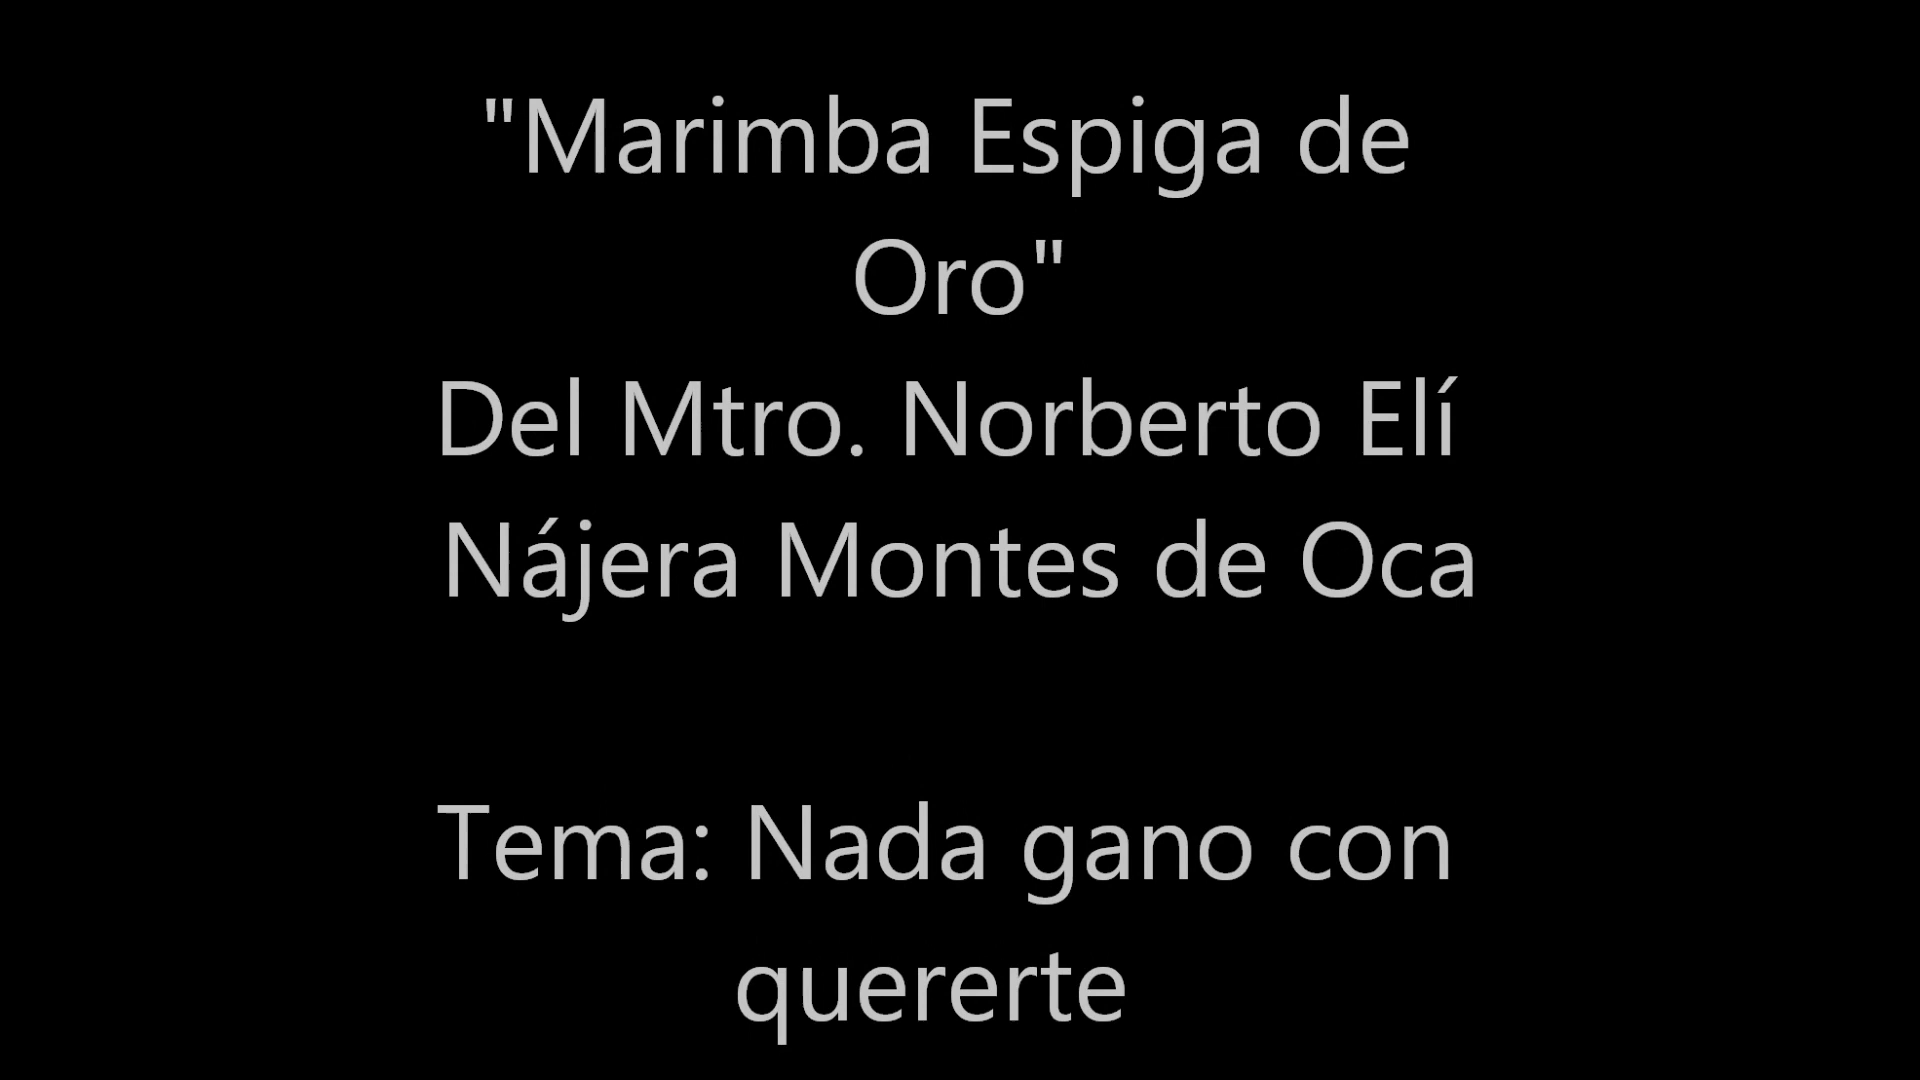 "Marimba Espiga de
Oro"
Del Mtro. Norberto Elí
Nájera Montes de Oca
Tema: Nada gano con
quererte